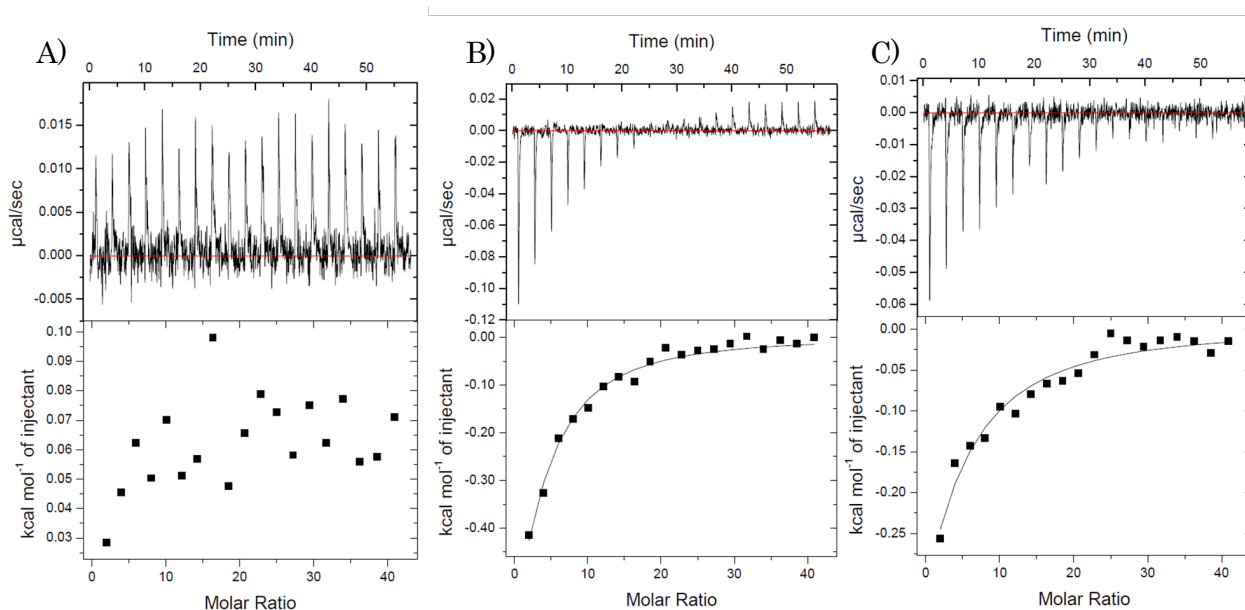 A)
Time (min)
0 10 20 30 40 50
0.015
0.010
0.005
0.000
-0.005
µcal/sec
0.10
0.09
0.08
0.07
0.06
0.05
0.04
0.03
kcal mol⁻¹ of injectant
0 10 20 30 40
Molar Ratio
B)
Time (min)
0 10 20 30 40 50
0.02
0.00
-0.02
-0.04
-0.06
-0.08
-0.10
-0.12
µcal/sec
0.00
-0.10
-0.20
-0.30
-0.40
kcal mol⁻¹ of injectant
0 10 20 30 40
Molar Ratio
C)
Time (min)
0 10 20 30 40 50
0.01
0.00
-0.01
-0.02
-0.03
-0.04
-0.05
-0.06
µcal/sec
0.00
-0.05
-0.10
-0.15
-0.20
-0.25
kcal mol⁻¹ of injectant
0 10 20 30 40
Molar Ratio